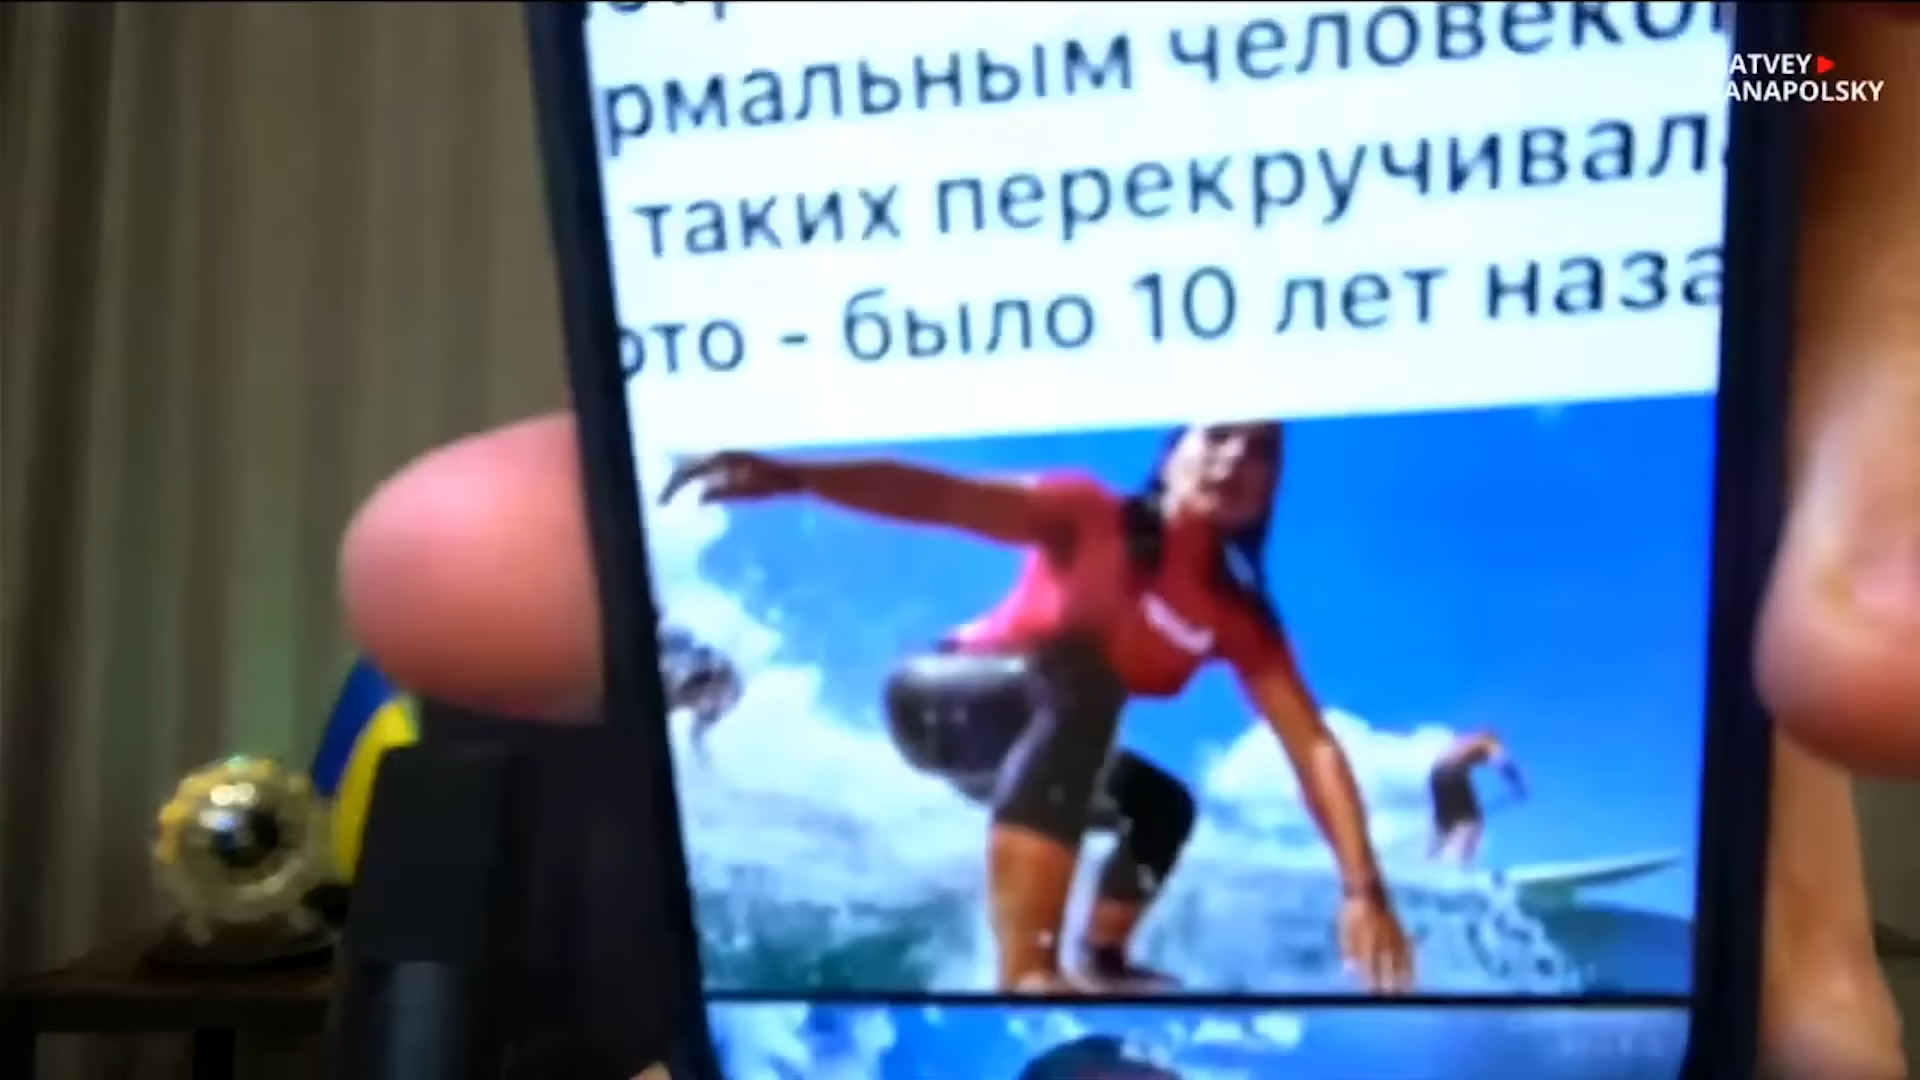 рмальным человеко
таких перекручивал
ото - было 10 лет наза
ATVEY
ANAPOLSKY